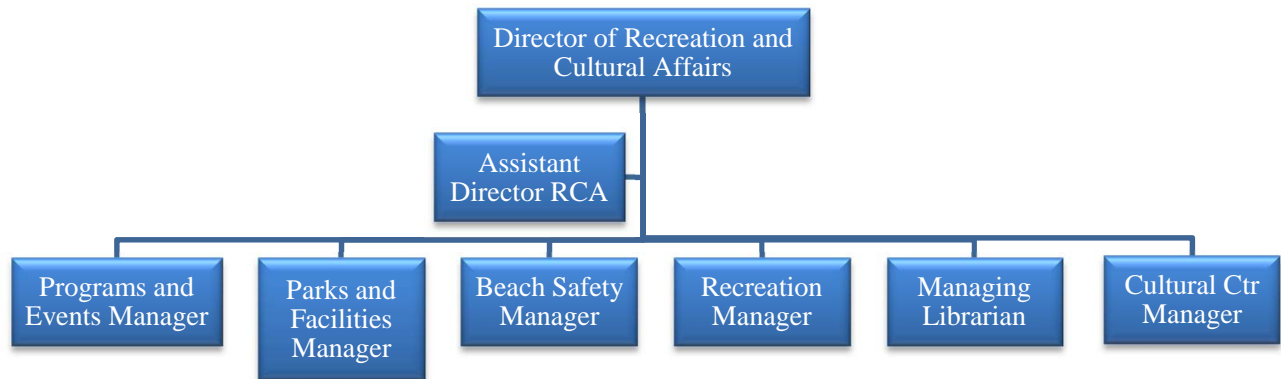 Director of Recreation and
Cultural Affairs
Assistant
Director RCA
Programs and
Events Manager
Parks and
Facilities
Manager
Beach Safety
Manager
Recreation
Manager
Managing
Librarian
Cultural Ctr
Manager